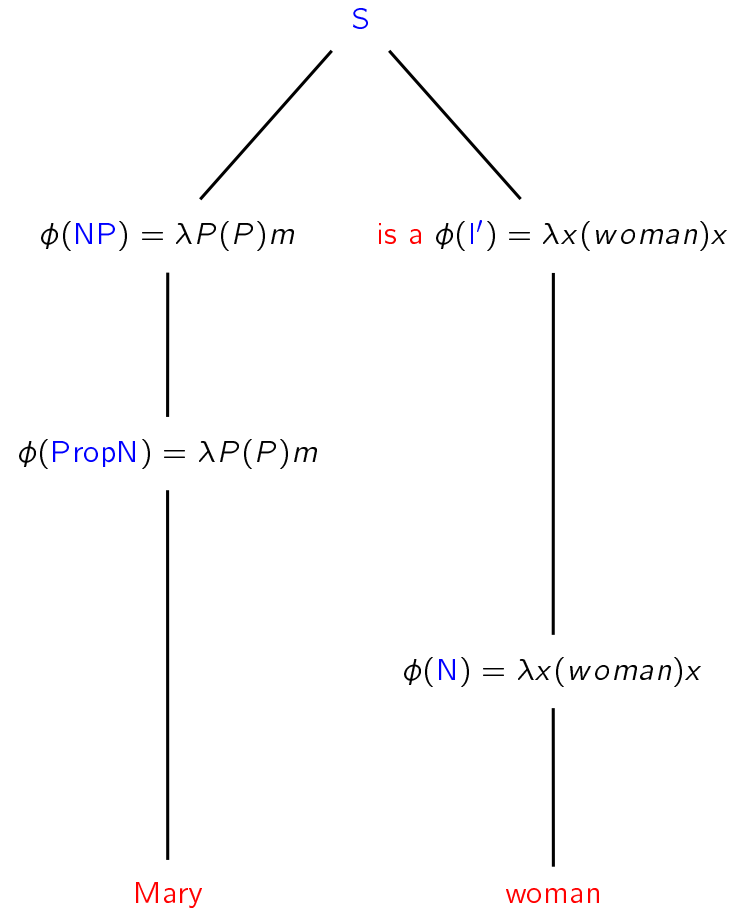 S
ϕ(NP) = λP(P)m
is a ϕ(I′) = λx(woman)x
ϕ(PropN) = λP(P)m
ϕ(N) = λx(woman)x
Mary
woman